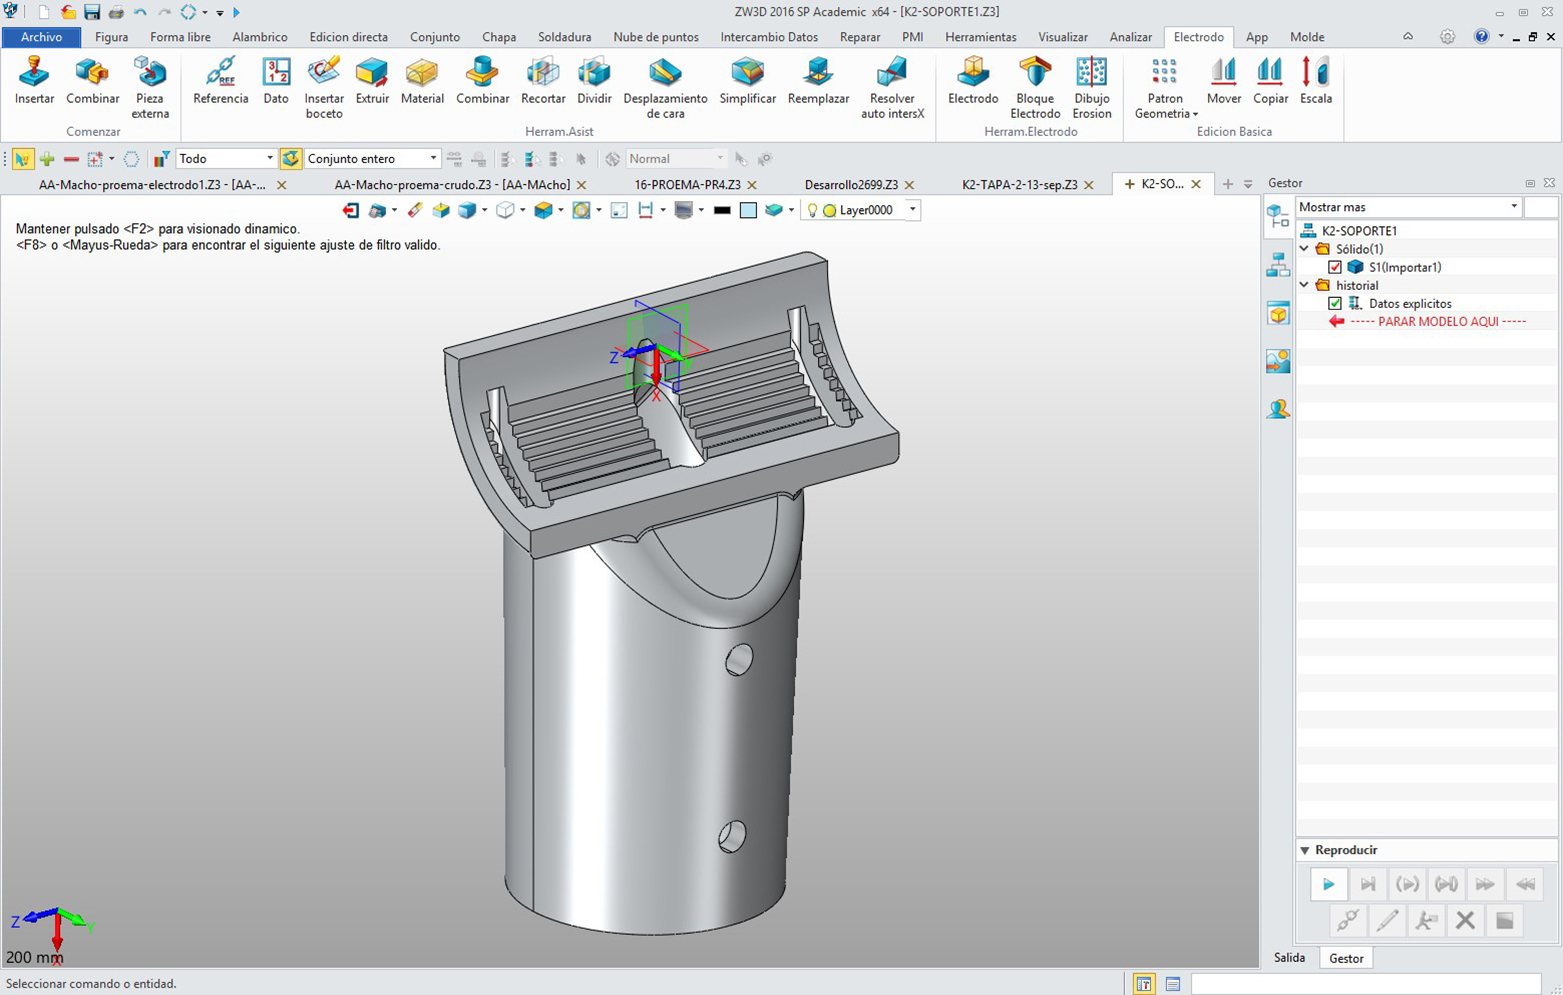 ZW3D 2016 SP Academic x64 - [K2-SOPORTE1.Z3]
Archivo Figura Forma libre Alambrico Edicion directa Conjunto Chapa Soldadura Nube de puntos Intercambio Datos Reparar PMI Herramientas Visualizar Analizar Electrodo App Molde
Insertar Combinar Pieza externa Referencia Dato Insertar boceto Extruir Material Combinar Recortar Dividir Desplazamiento de cara Simplificar Reemplazar Resolver auto intersX Electrodo Bloque Electrodo Dibujo Erosion Patron Geometria Mover Copiar Escala
Comenzar Herram.Asist Herram.Electrodo Edicion Basica
Todo Conjunto entero Normal
AA-Macho-proema-electrodo1.Z3 - [AA-... AA-Macho-proema-crudo.Z3 - [AA-MAcho] 16-PROEMA-PR4.Z3 Desarrollo2699.Z3 K2-TAPA-2-13-sep.Z3 K2-SO...
Gestor
Layer0000
Mostrar mas
Mantener pulsado <F2> para visionado dinamico.
<F8> o <Mayus-Rueda> para encontrar el siguiente ajuste de filtro valido.
K2-SOPORTE1
Sólido(1)
S1(Importar1)
historial
Datos explicitos
----- PARAR MODELO AQUI -----
Z
X
Reproducir
Z
Y
X
200 mm
Salida Gestor
Seleccionar comando o entidad.